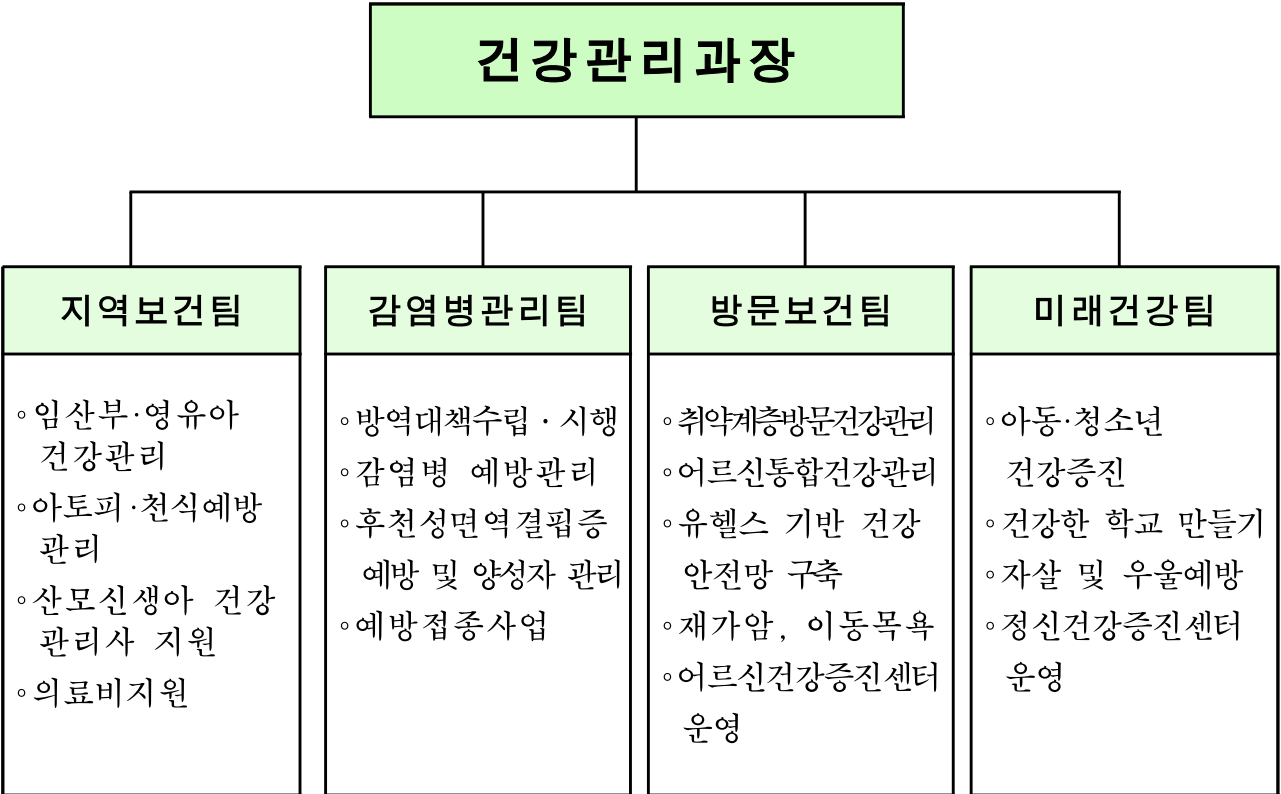 건강관리과장
지역보건팀
◦임산부·영유아
건강관리
◦아토피·천식예방
관리
◦산모신생아 건강
관리사 지원
◦의료비지원
감염병관리팀
◦방역대책수립·시행
◦감염병 예방관리
◦후천성면역결핍증
예방 및 양성자 관리
◦예방접종사업
방문보건팀
◦취약계층방문건강관리
◦어르신통합건강관리
◦유헬스 기반 건강
안전망 구축
◦재가암, 이동목욕
◦어르신건강증진센터
운영
미래건강팀
◦아동·청소년
건강증진
◦건강한 학교 만들기
◦자살 및 우울예방
◦정신건강증진센터
운영